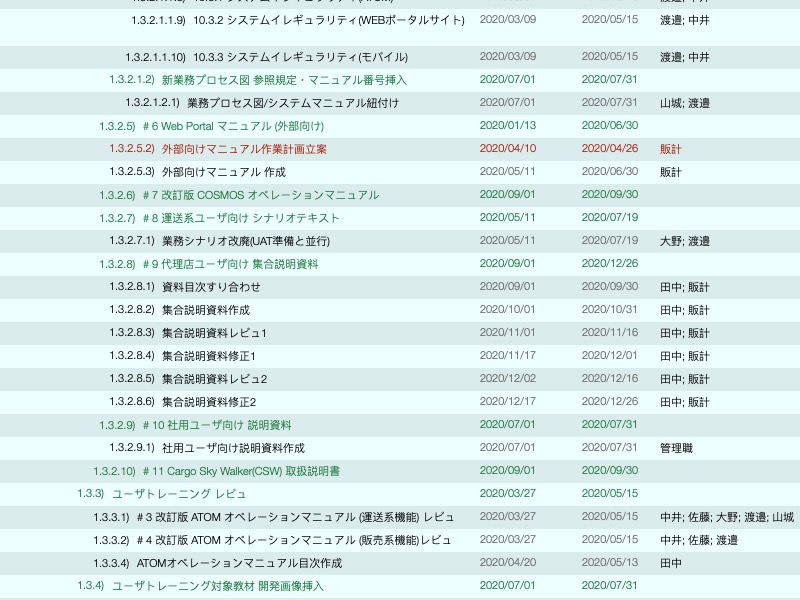 1.3.2.1.1.9) 10.3.2 システムイレギュラリティ(WEBポータルサイト) 2020/03/09 2020/05/15 渡邉; 中井
1.3.2.1.1.10) 10.3.3 システムイレギュラリティ(モバイル) 2020/03/09 2020/05/15 渡邉; 中井
1.3.2.1.2) 新業務プロセス図 参照規定・マニュアル番号挿入 2020/07/01 2020/07/31
1.3.2.1.2.1) 業務プロセス図/システムマニュアル紐付け 2020/07/01 2020/07/31 山城; 渡邉
1.3.2.5) #6 Web Portal マニュアル (外部向け) 2020/01/13 2020/06/30
1.3.2.5.2) 外部向けマニュアル作業計画立案 2020/04/10 2020/04/26 販計
1.3.2.5.3) 外部向けマニュアル 作成 2020/05/11 2020/06/30 販計
1.3.2.6) #7 改訂版 COSMOS オペレーションマニュアル 2020/09/01 2020/09/30
1.3.2.7) #8 運送系ユーザ向け シナリオテキスト 2020/05/11 2020/07/19
1.3.2.7.1) 業務シナリオ改廃(UAT準備と並行) 2020/05/11 2020/07/19 大野; 渡邉
1.3.2.8) #9 代理店ユーザ向け 集合説明資料 2020/09/01 2020/12/26
1.3.2.8.1) 資料目次すり合わせ 2020/09/01 2020/09/30 田中; 販計
1.3.2.8.2) 集合説明資料作成 2020/10/01 2020/10/31 田中; 販計
1.3.2.8.3) 集合説明資料レビュ1 2020/11/01 2020/11/16 田中; 販計
1.3.2.8.4) 集合説明資料修正1 2020/11/17 2020/12/01 田中; 販計
1.3.2.8.5) 集合説明資料レビュ2 2020/12/02 2020/12/16 田中; 販計
1.3.2.8.6) 集合説明資料修正2 2020/12/17 2020/12/26 田中; 販計
1.3.2.9) #10 社用ユーザ向け 説明資料 2020/07/01 2020/07/31
1.3.2.9.1) 社用ユーザ向け説明資料作成 2020/07/01 2020/07/31 管理職
1.3.2.10) #11 Cargo Sky Walker(CSW) 取扱説明書 2020/09/01 2020/09/30
1.3.3) ユーザトレーニング レビュ 2020/03/27 2020/05/15
1.3.3.1) #3 改訂版 ATOM オペレーションマニュアル (運送系機能) レビュ 2020/03/27 2020/05/15 中井; 佐藤; 大野; 渡邉; 山城
1.3.3.2) #4 改訂版 ATOM オペレーションマニュアル (販売系機能)レビュ 2020/03/27 2020/05/15 中井; 佐藤; 渡邉
1.3.3.4) ATOMオペレーションマニュアル目次作成 2020/04/20 2020/05/13 田中
1.3.4) ユーザトレーニング対象教材 開発画像挿入 2020/07/01 2020/07/31